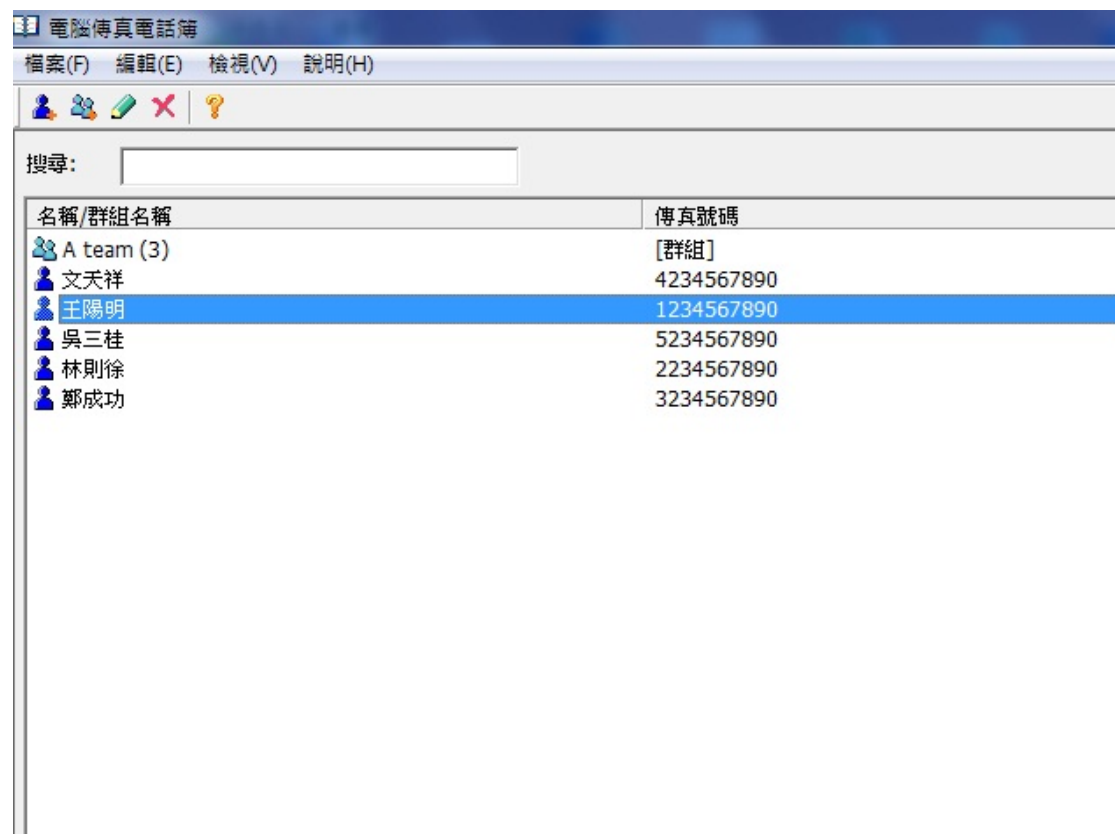 電腦傳真電話簿
檔案(F) 編輯(E) 檢視(V) 說明(H)
搜尋:
名稱/群組名稱 傳真號碼
A team (3) [群組]
文天祥 4234567890
王陽明 1234567890
吳三桂 5234567890
林則徐 2234567890
鄭成功 3234567890